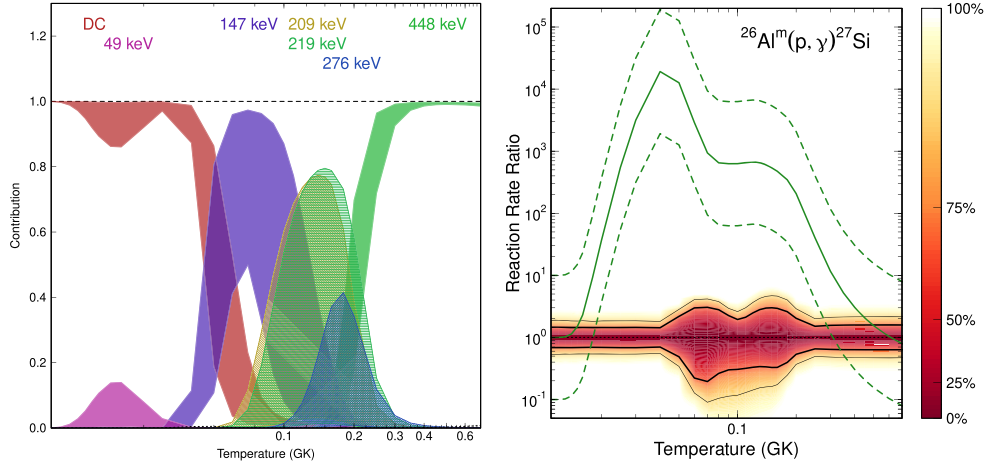 DC
147 keV
209 keV
448 keV
49 keV
219 keV
276 keV
1.2
1.0
0.8
0.6
0.4
0.2
0.0
Contribution
0.1
0.2
0.3
0.4
0.6
Temperature (GK)
²⁶Alᵐ(p, γ)²⁷Si
10⁵
10⁴
10³
10²
10¹
10⁰
10⁻¹
Reaction Rate Ratio
0.1
Temperature (GK)
100%
75%
50%
25%
0%